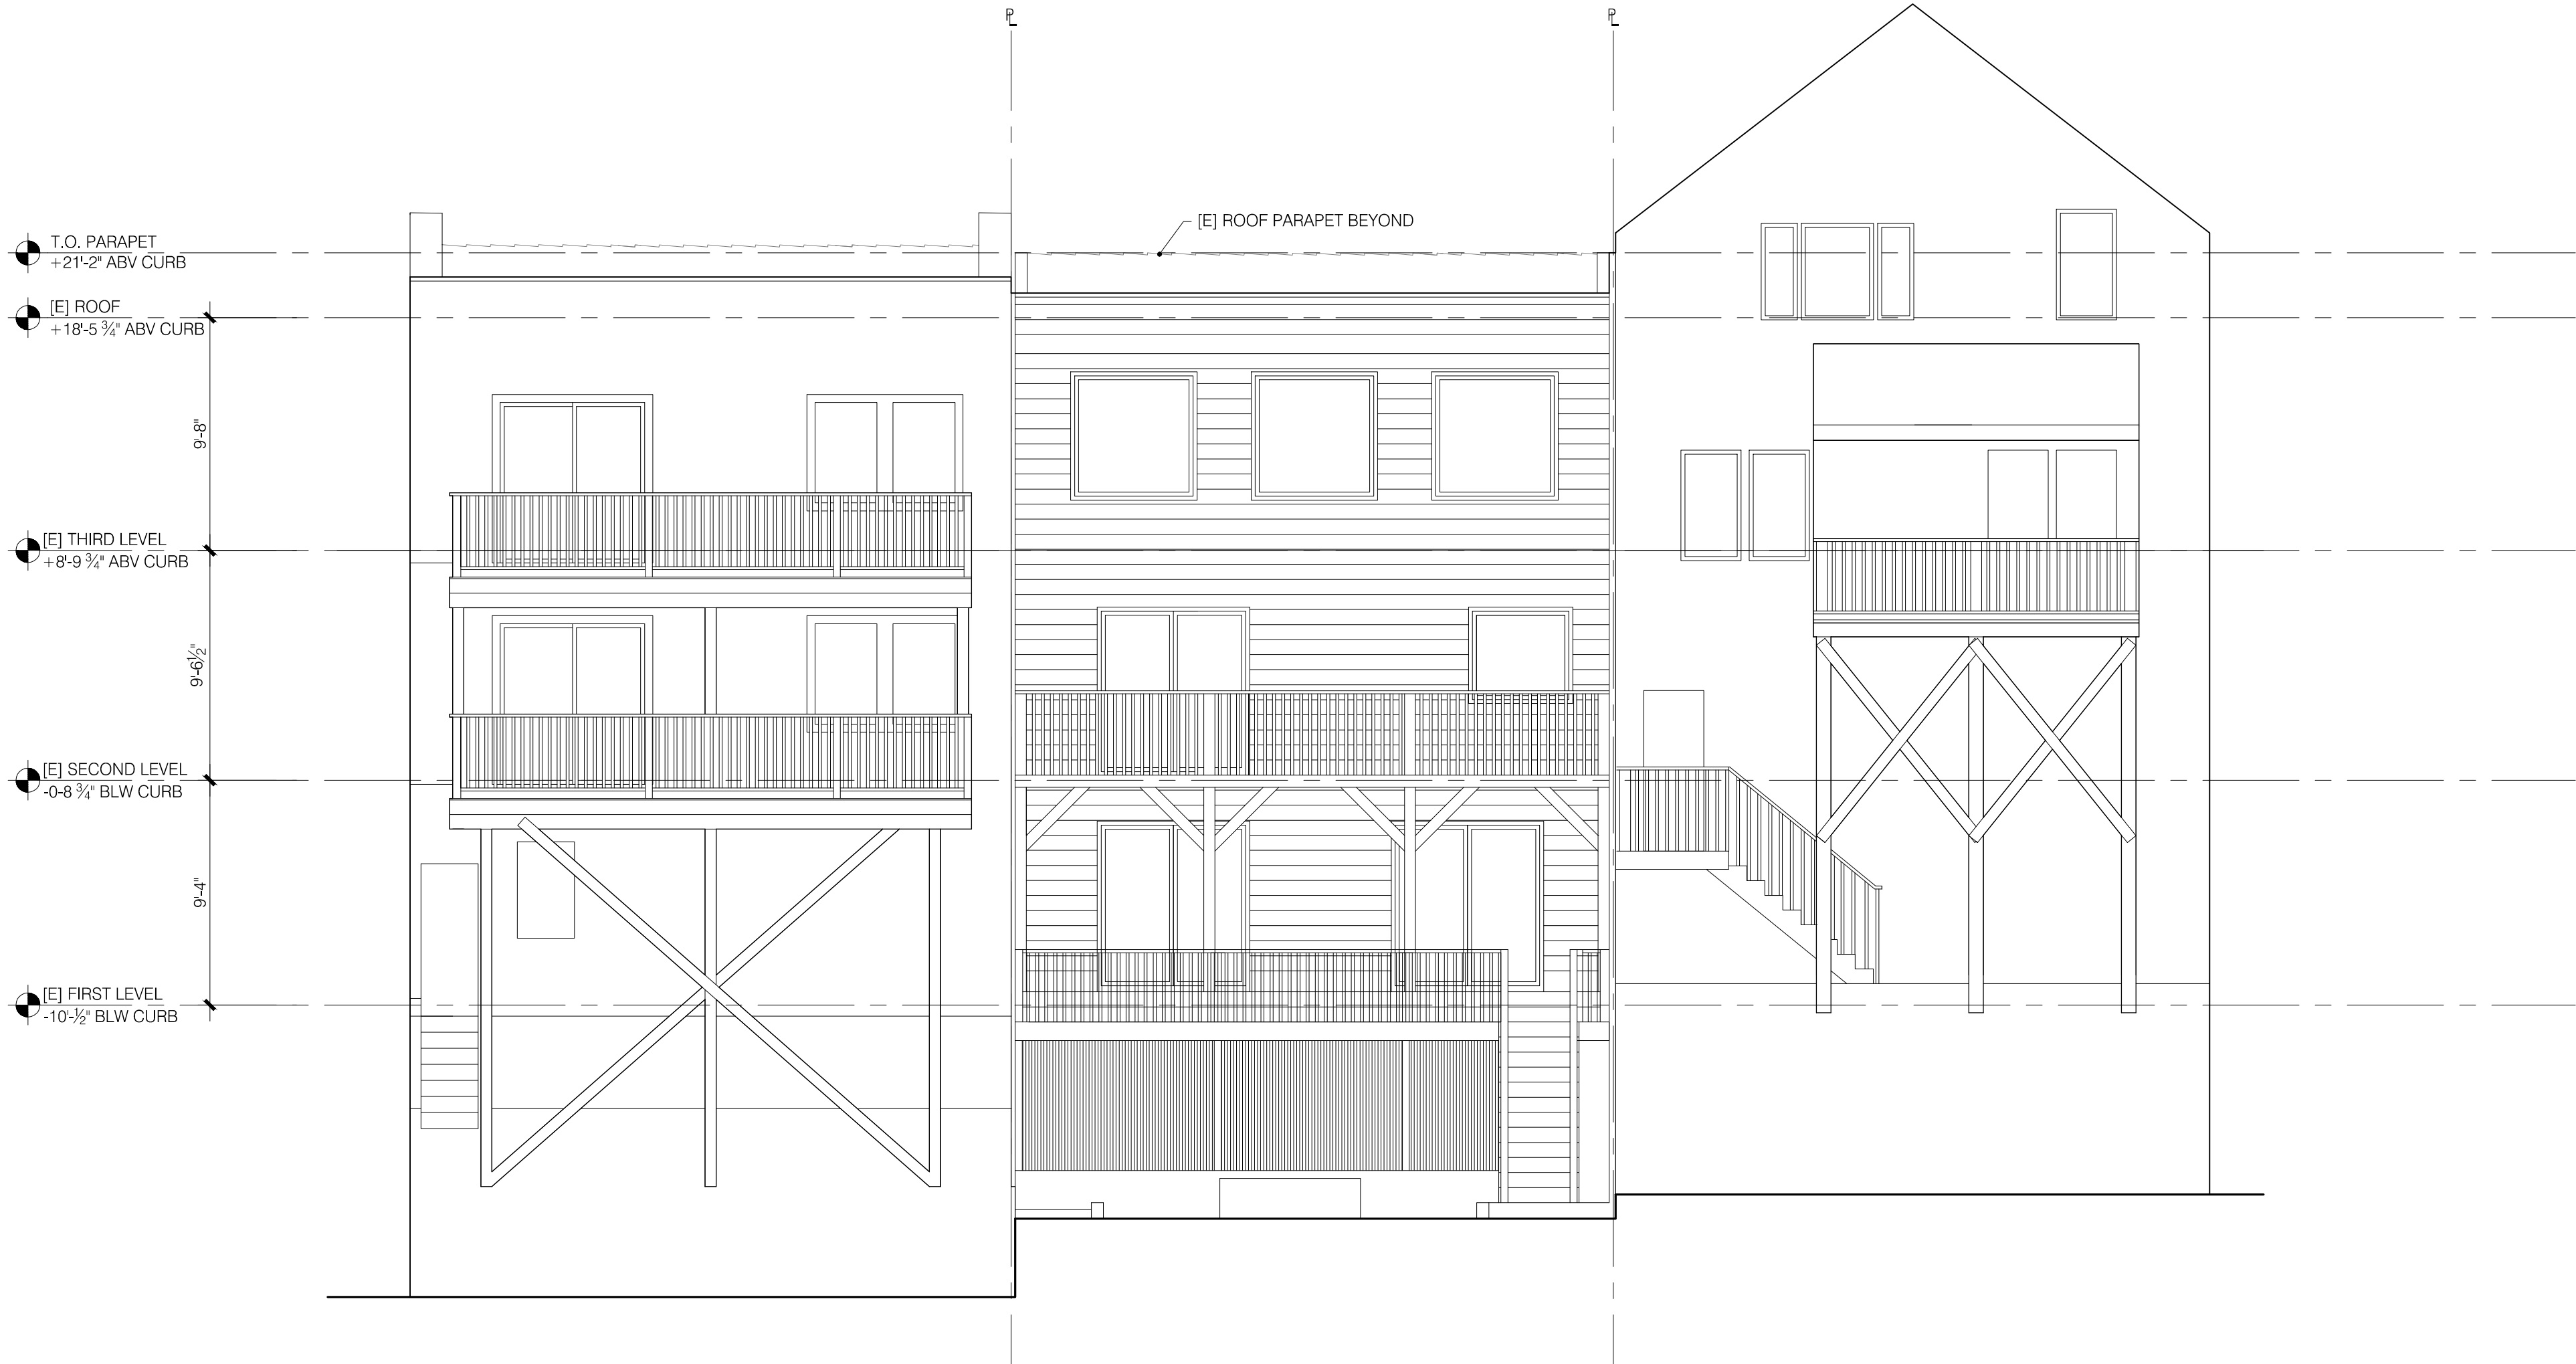 PL
PL
[E] ROOF PARAPET BEYOND
T.O. PARAPET
+21'-2" ABV CURB
[E] ROOF
+18'-5 ¾" ABV CURB
9'-8"
[E] THIRD LEVEL
+8'-9 ¾" ABV CURB
9'-6½"
[E] SECOND LEVEL
-0-8 ¾" BLW CURB
9'-4"
[E] FIRST LEVEL
-10'-½" BLW CURB